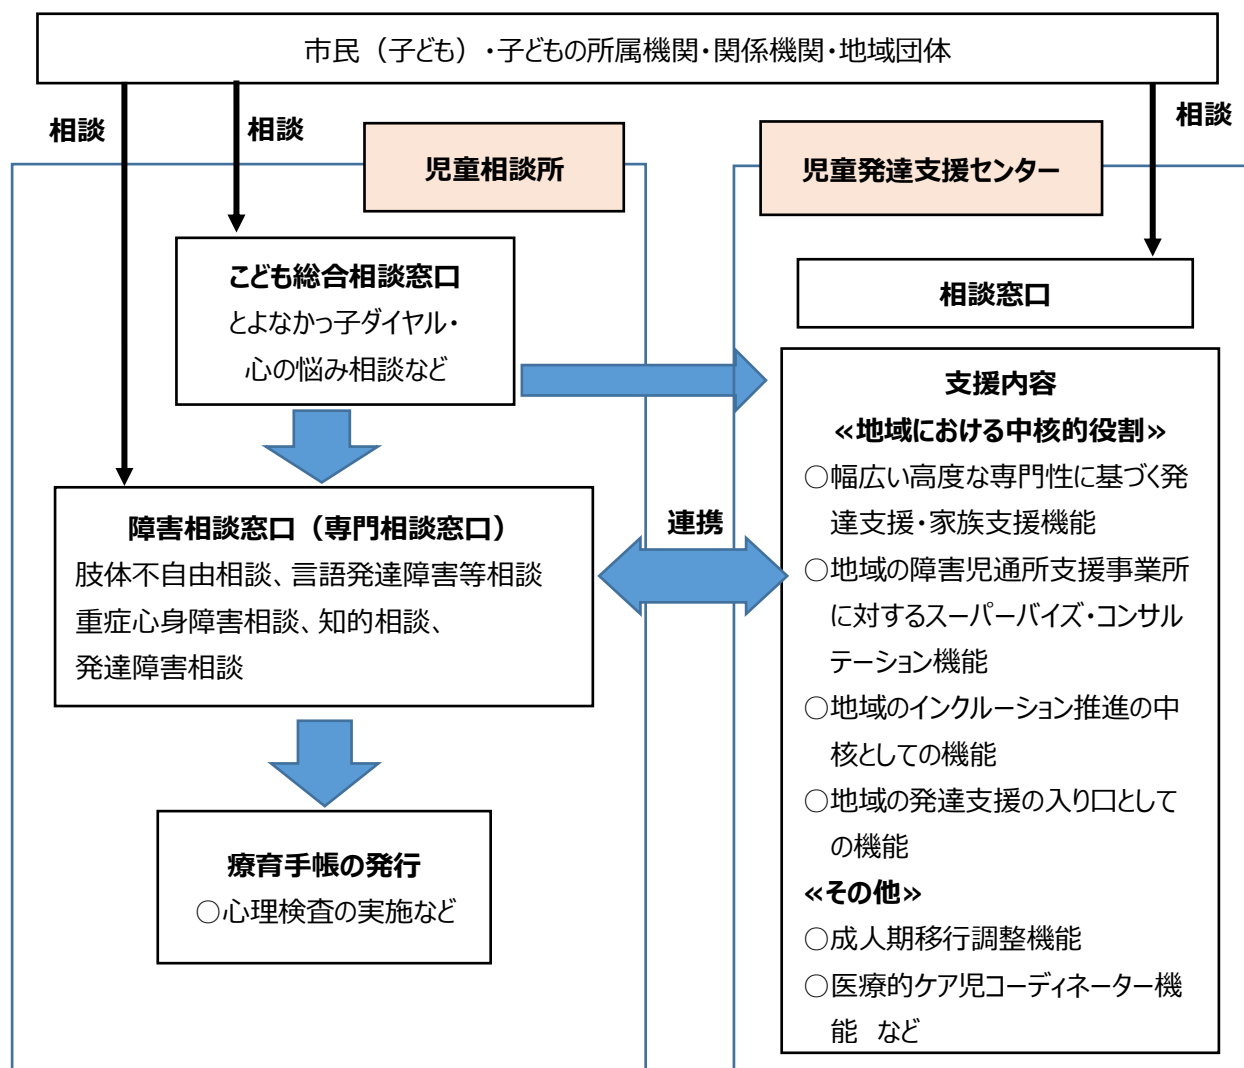 市民（子ども）・子どもの所属機関・関係機関・地域団体
相談
相談
相談
児童相談所
こども総合相談窓口
とよなかっ子ダイヤル・
心の悩み相談など
障害相談窓口（専門相談窓口）
肢体不自由相談、言語発達障害等相談
重症心身障害相談、知的相談、
発達障害相談
療育手帳の発行
○心理検査の実施など
連携
児童発達支援センター
相談窓口
支援内容
≪地域における中核的役割≫
○幅広い高度な専門性に基づく発
達支援・家族支援機能
○地域の障害児通所支援事業所
に対するスーパーバイズ・コンサル
テーション機能
○地域のインクルーション推進の中
核としての機能
○地域の発達支援の入り口として
の機能
≪その他≫
○成人期移行調整機能
○医療的ケア児コーディネーター機
能　など